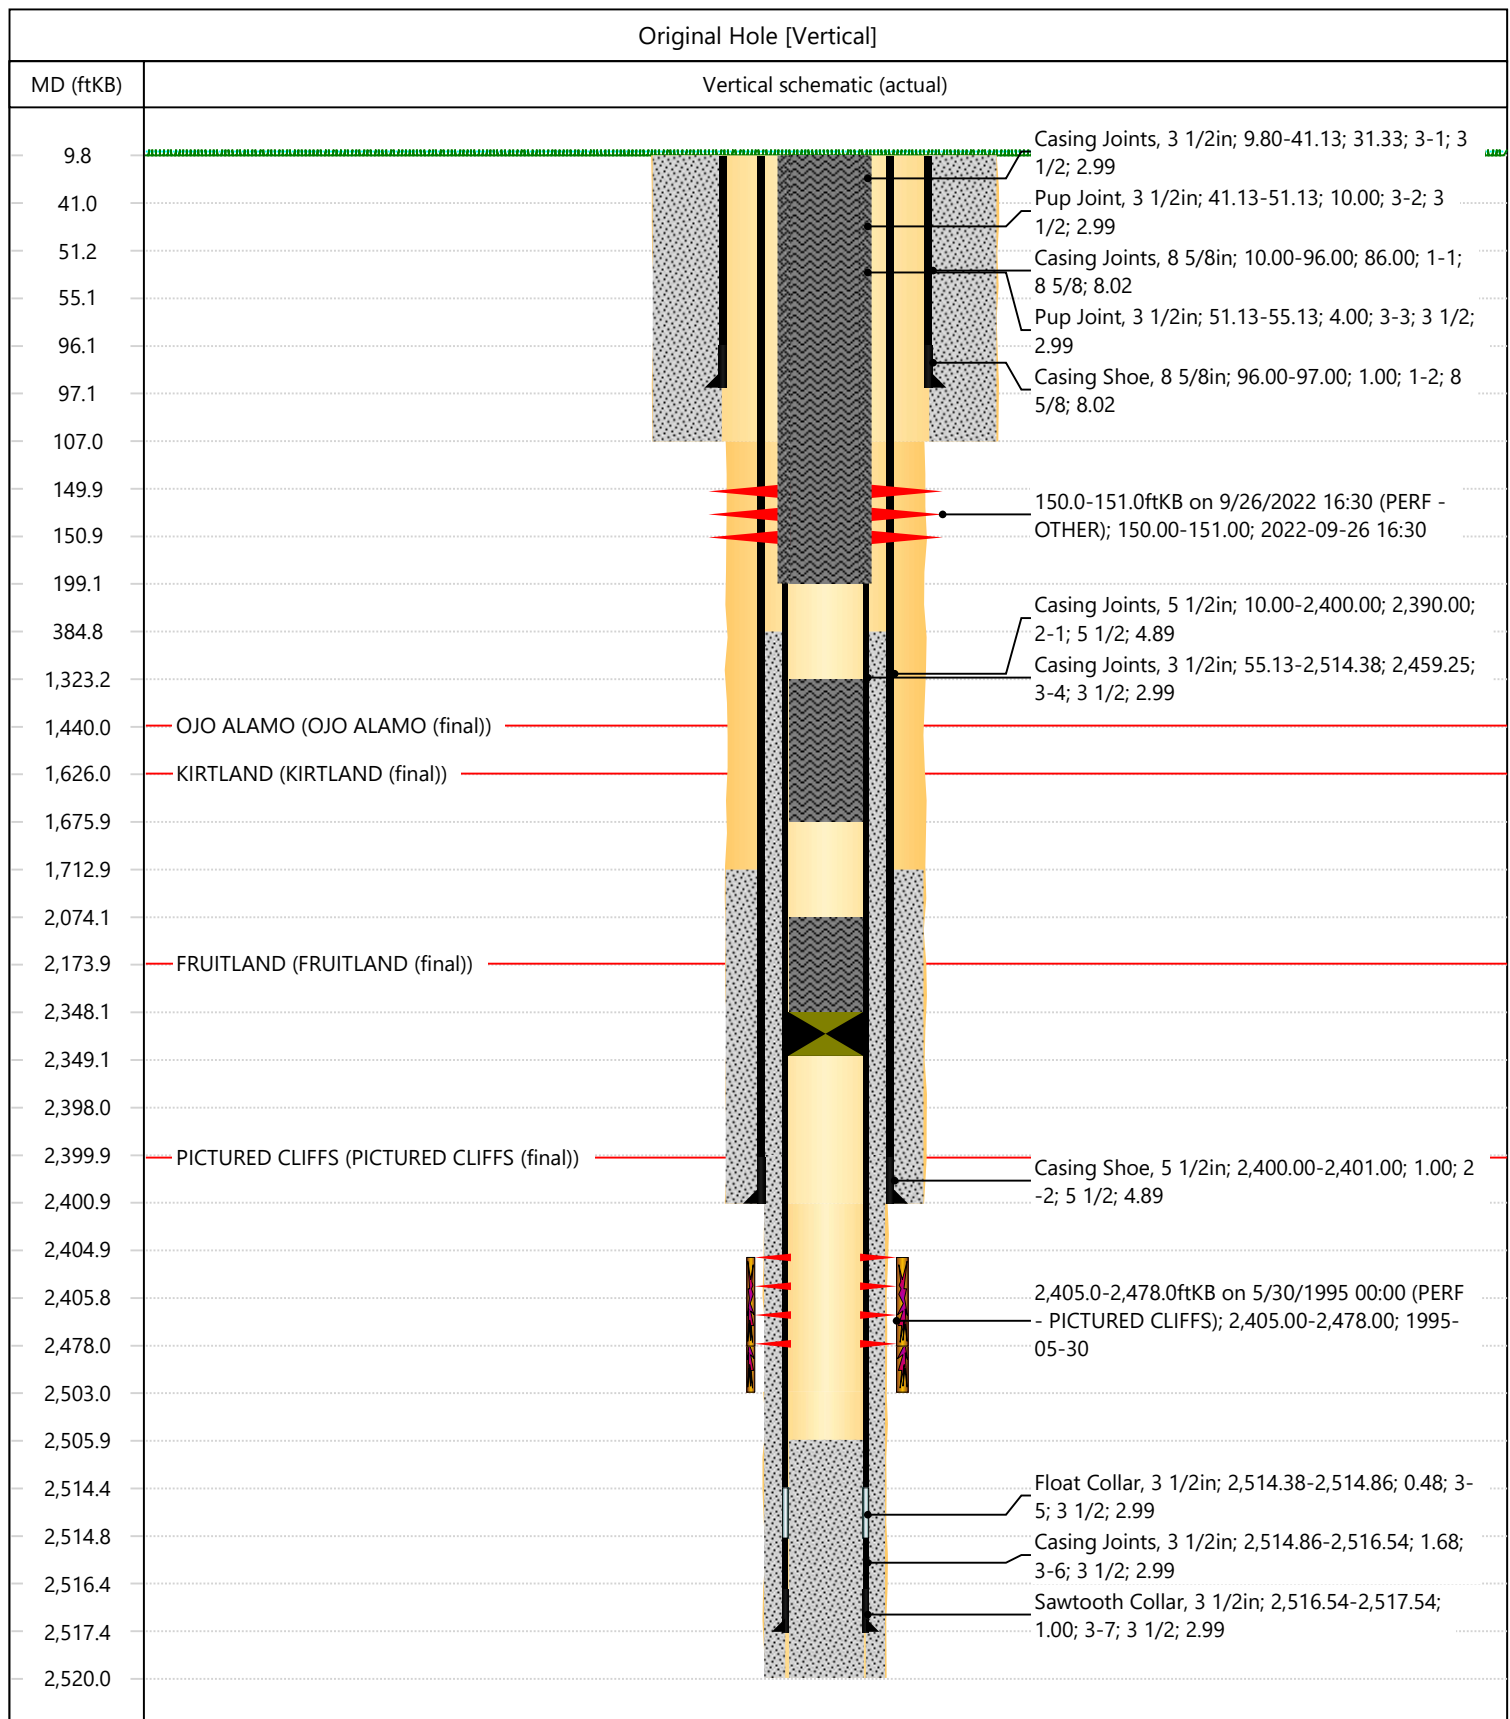 Original Hole [Vertical]
MD (ftKB)
Vertical schematic (actual)
9.8
41.0
51.2
55.1
96.1
97.1
107.0
149.9
150.9
199.1
384.8
1,323.2
1,440.0
1,626.0
1,675.9
1,712.9
2,074.1
2,173.9
2,348.1
2,349.1
2,398.0
2,399.9
2,400.9
2,404.9
2,405.8
2,478.0
2,503.0
2,505.9
2,514.4
2,514.8
2,516.4
2,517.4
2,520.0
OJO ALAMO (OJO ALAMO (final))
KIRTLAND (KIRTLAND (final))
FRUITLAND (FRUITLAND (final))
PICTURED CLIFFS (PICTURED CLIFFS (final))
Casing Joints, 3 1/2in; 9.80-41.13; 31.33; 3-1; 3
1/2; 2.99
Pup Joint, 3 1/2in; 41.13-51.13; 10.00; 3-2; 3
1/2; 2.99
Casing Joints, 8 5/8in; 10.00-96.00; 86.00; 1-1;
8 5/8; 8.02
Pup Joint, 3 1/2in; 51.13-55.13; 4.00; 3-3; 3 1/2;
2.99
Casing Shoe, 8 5/8in; 96.00-97.00; 1.00; 1-2; 8
5/8; 8.02
150.0-151.0ftKB on 9/26/2022 16:30 (PERF -
OTHER); 150.00-151.00; 2022-09-26 16:30
Casing Joints, 5 1/2in; 10.00-2,400.00; 2,390.00;
2-1; 5 1/2; 4.89
Casing Joints, 3 1/2in; 55.13-2,514.38; 2,459.25;
3-4; 3 1/2; 2.99
Casing Shoe, 5 1/2in; 2,400.00-2,401.00; 1.00; 2
-2; 5 1/2; 4.89
2,405.0-2,478.0ftKB on 5/30/1995 00:00 (PERF
- PICTURED CLIFFS); 2,405.00-2,478.00; 1995-
05-30
Float Collar, 3 1/2in; 2,514.38-2,514.86; 0.48; 3-
5; 3 1/2; 2.99
Casing Joints, 3 1/2in; 2,514.86-2,516.54; 1.68;
3-6; 3 1/2; 2.99
Sawtooth Collar, 3 1/2in; 2,516.54-2,517.54;
1.00; 3-7; 3 1/2; 2.99